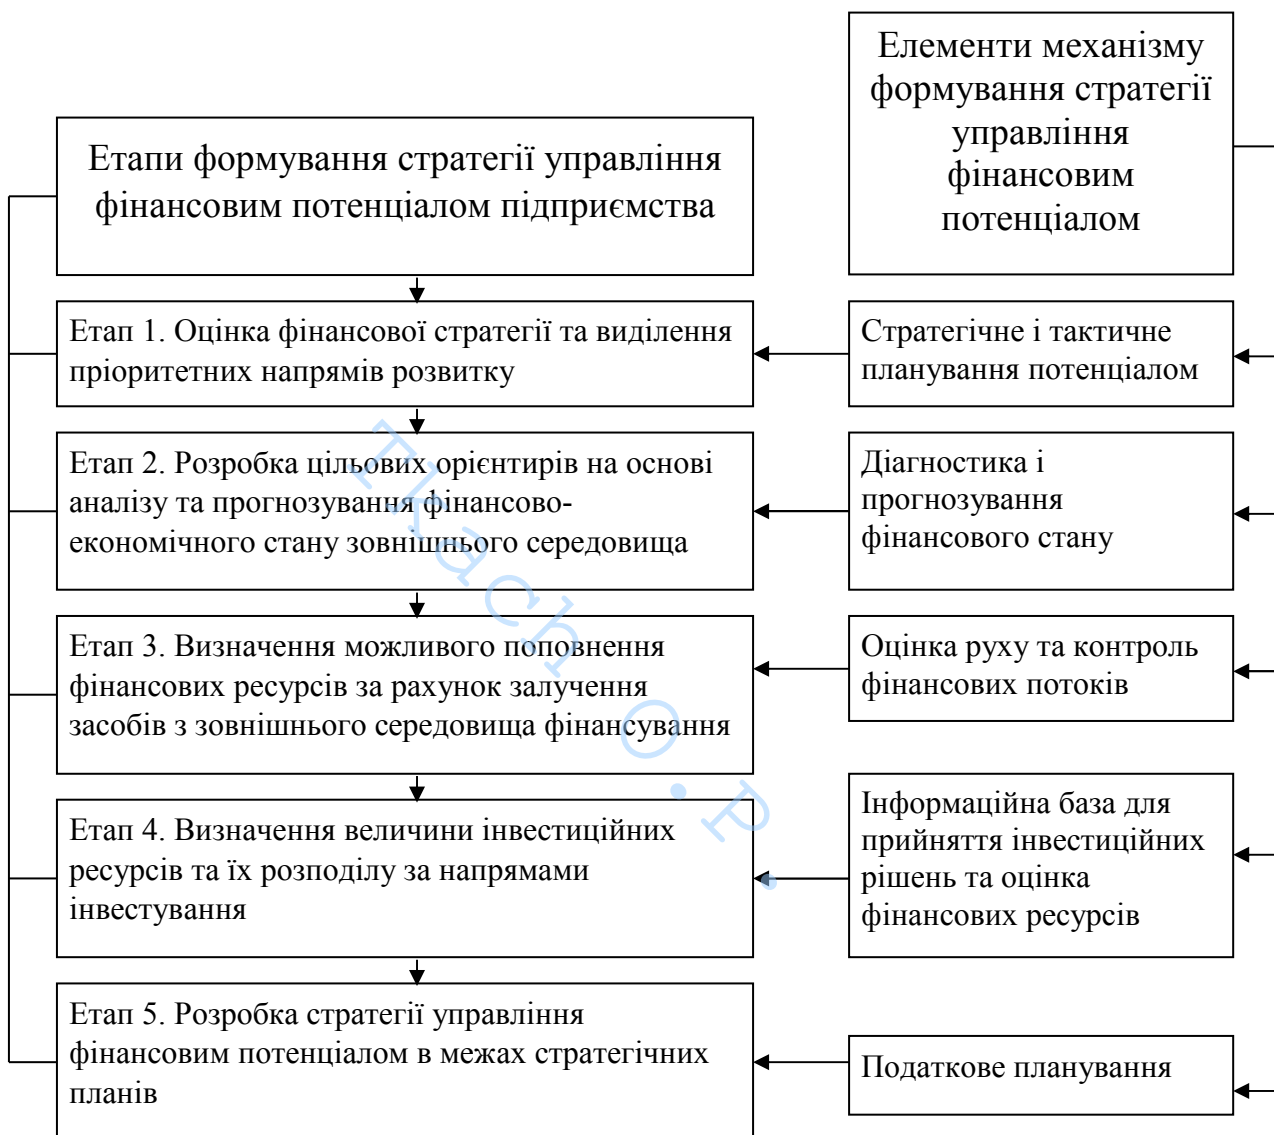 Елементи механізму
формування стратегії
управління
фінансовим
потенціалом
Етапи формування стратегії управління
фінансовим потенціалом підприємства
Етап 1. Оцінка фінансової стратегії та виділення
пріоритетних напрямів розвитку
Стратегічне і тактичне
планування потенціалом
Етап 2. Розробка цільових орієнтирів на основі
аналізу та прогнозування фінансово-
економічного стану зовнішнього середовища
Діагностика і
прогнозування
фінансового стану
Етап 3. Визначення можливого поповнення
фінансових ресурсів за рахунок залучення
засобів з зовнішнього середовища фінансування
Оцінка руху та контроль
фінансових потоків
Етап 4. Визначення величини інвестиційних
ресурсів та їх розподілу за напрямами
інвестування
Інформаційна база для
прийняття інвестиційних
рішень та оцінка
фінансових ресурсів
Етап 5. Розробка стратегії управління
фінансовим потенціалом в межах стратегічних
планів
Податкове планування
Tkach O.P.